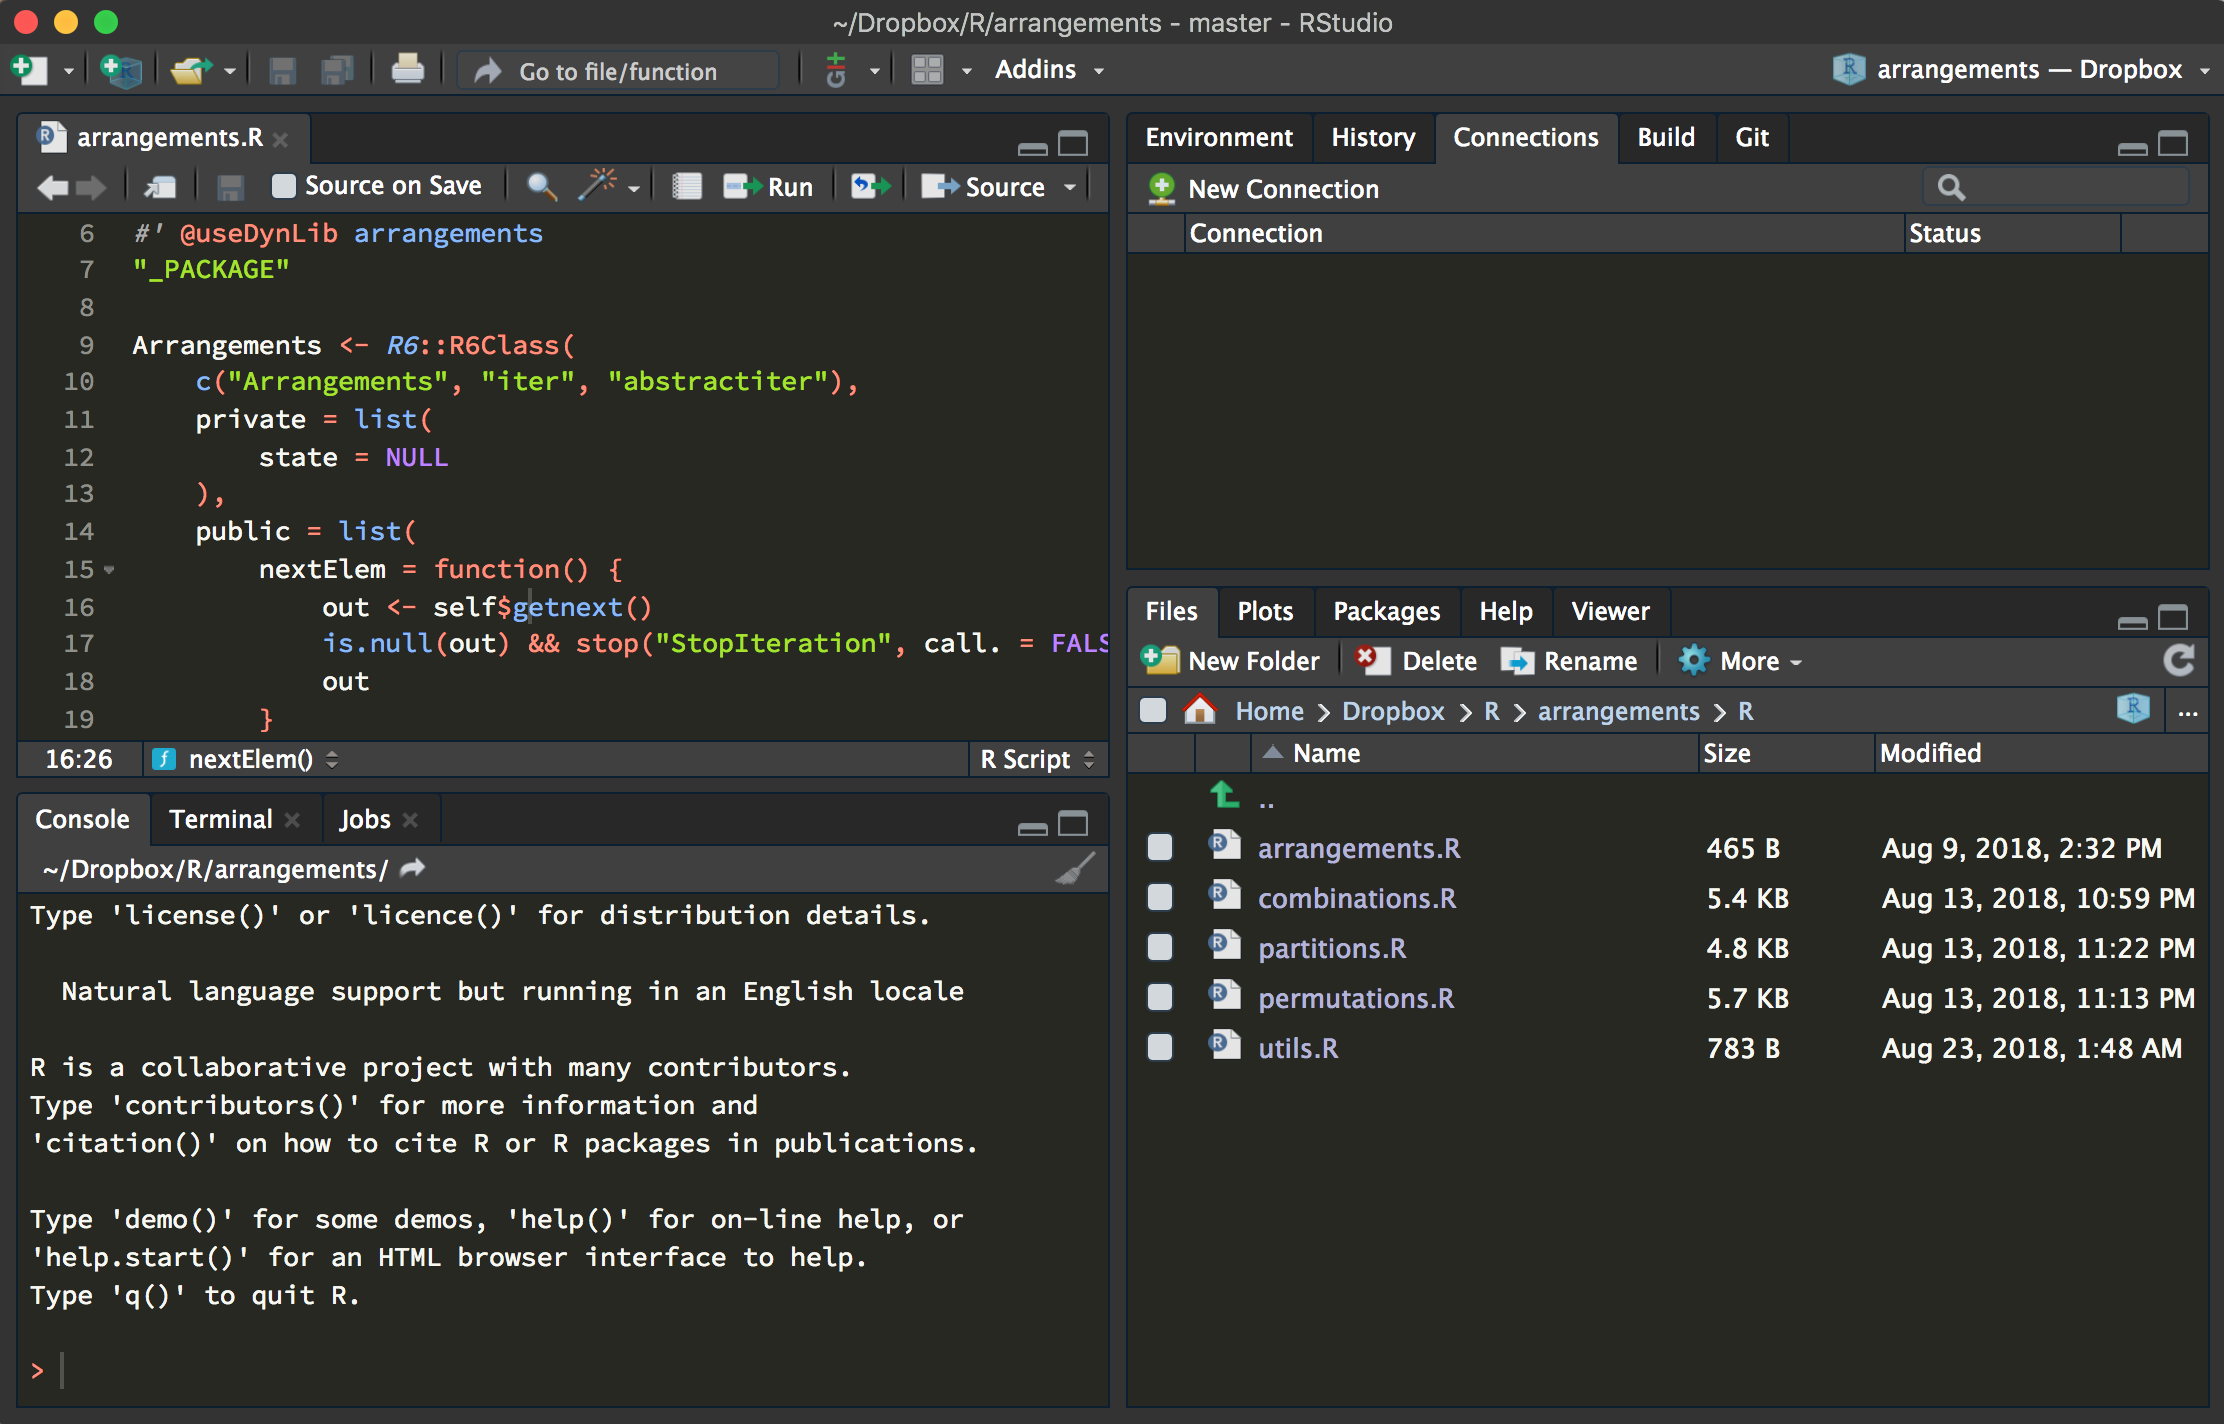 ~/Dropbox/R/arrangements - master - RStudio
Go to file/function
Git
Addins
arrangements — Dropbox
arrangements.R
Source on Save
Run
Source
6 #' @useDynLib arrangements
7 "_PACKAGE"
8
9 Arrangements <- R6::R6Class(
10 c("Arrangements", "iter", "abstractiter"),
11 private = list(
12 state = NULL
13 ),
14 public = list(
15 nextElem = function() {
16 out <- self$getnext()
17 is.null(out) && stop("StopIteration", call. = FALS
18 out
19 }
16:26 nextElem() R Script
Console Terminal Jobs
~/Dropbox/R/arrangements/
Type 'license()' or 'licence()' for distribution details.
Natural language support but running in an English locale
R is a collaborative project with many contributors.
Type 'contributors()' for more information and
'citation()' on how to cite R or R packages in publications.
Type 'demo()' for some demos, 'help()' for on-line help, or
'help.start()' for an HTML browser interface to help.
Type 'q()' to quit R.
>
Environment History Connections Build Git
New Connection
Connection Status
Files Plots Packages Help Viewer
New Folder Delete Rename More
Home > Dropbox > R > arrangements > R ...
Name Size Modified
..
arrangements.R 465 B Aug 9, 2018, 2:32 PM
combinations.R 5.4 KB Aug 13, 2018, 10:59 PM
partitions.R 4.8 KB Aug 13, 2018, 11:22 PM
permutations.R 5.7 KB Aug 13, 2018, 11:13 PM
utils.R 783 B Aug 23, 2018, 1:48 AM